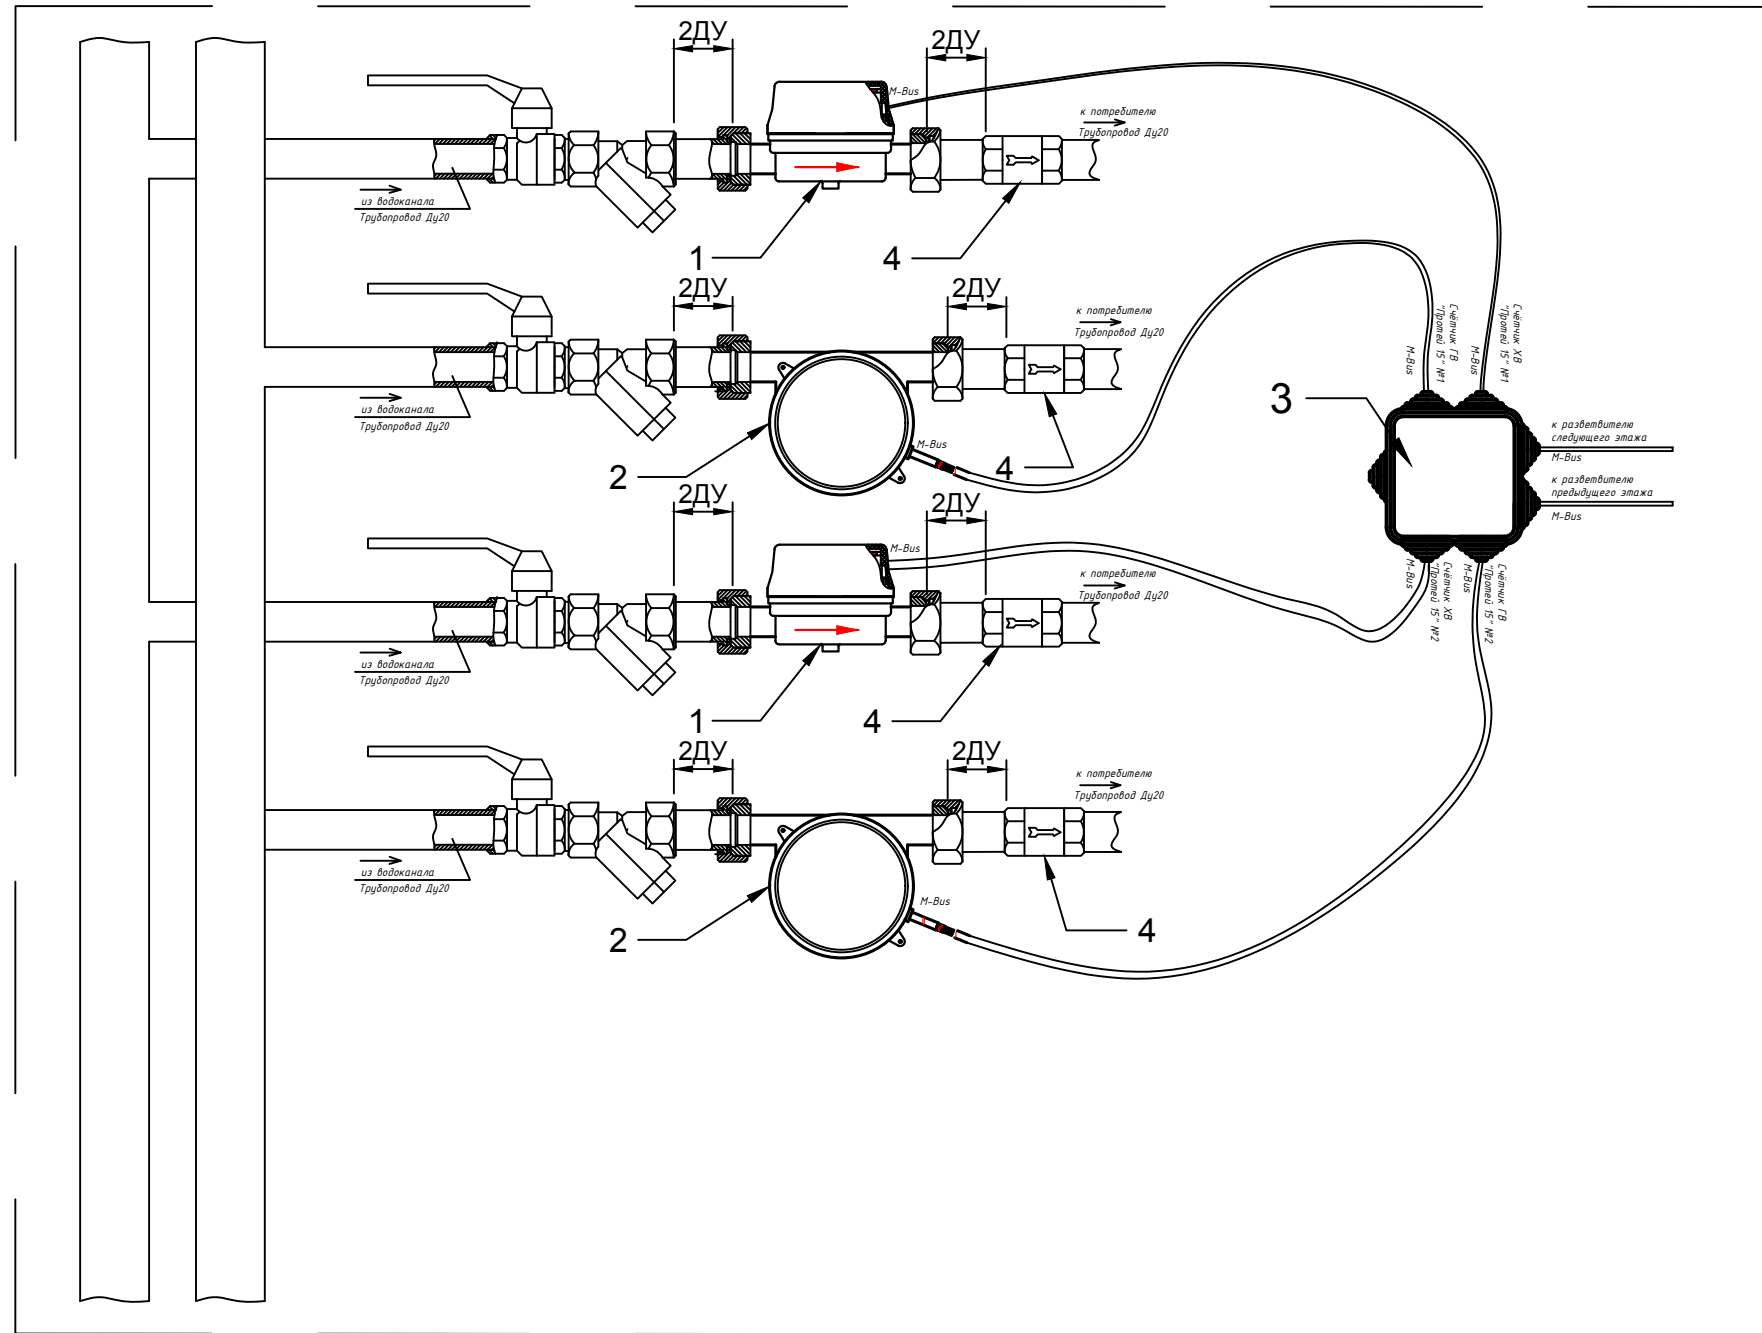 2ДУ
2ДУ
M-Bus
к потребителю
Трубопровод Ду20
из водоканала
Трубопровод Ду20
1
4
2ДУ
2ДУ
к потребителю
Трубопровод Ду20
из водоканала
Трубопровод Ду20
M-Bus
2
4
Счётчик ГВ
"Протей 15" №1
M-Bus
Счётчик ХВ
"Протей 15" №1
M-Bus
3
к разветвителю
следующего этажа
M-Bus
к разветвителю
предыдущего этажа
M-Bus
Счётчик ХВ
"Протей 15" №2
M-Bus
Счётчик ГВ
"Протей 15" №2
M-Bus
2ДУ
2ДУ
M-Bus
к потребителю
Трубопровод Ду20
из водоканала
Трубопровод Ду20
1
4
2ДУ
2ДУ
к потребителю
Трубопровод Ду20
из водоканала
Трубопровод Ду20
M-Bus
2
4